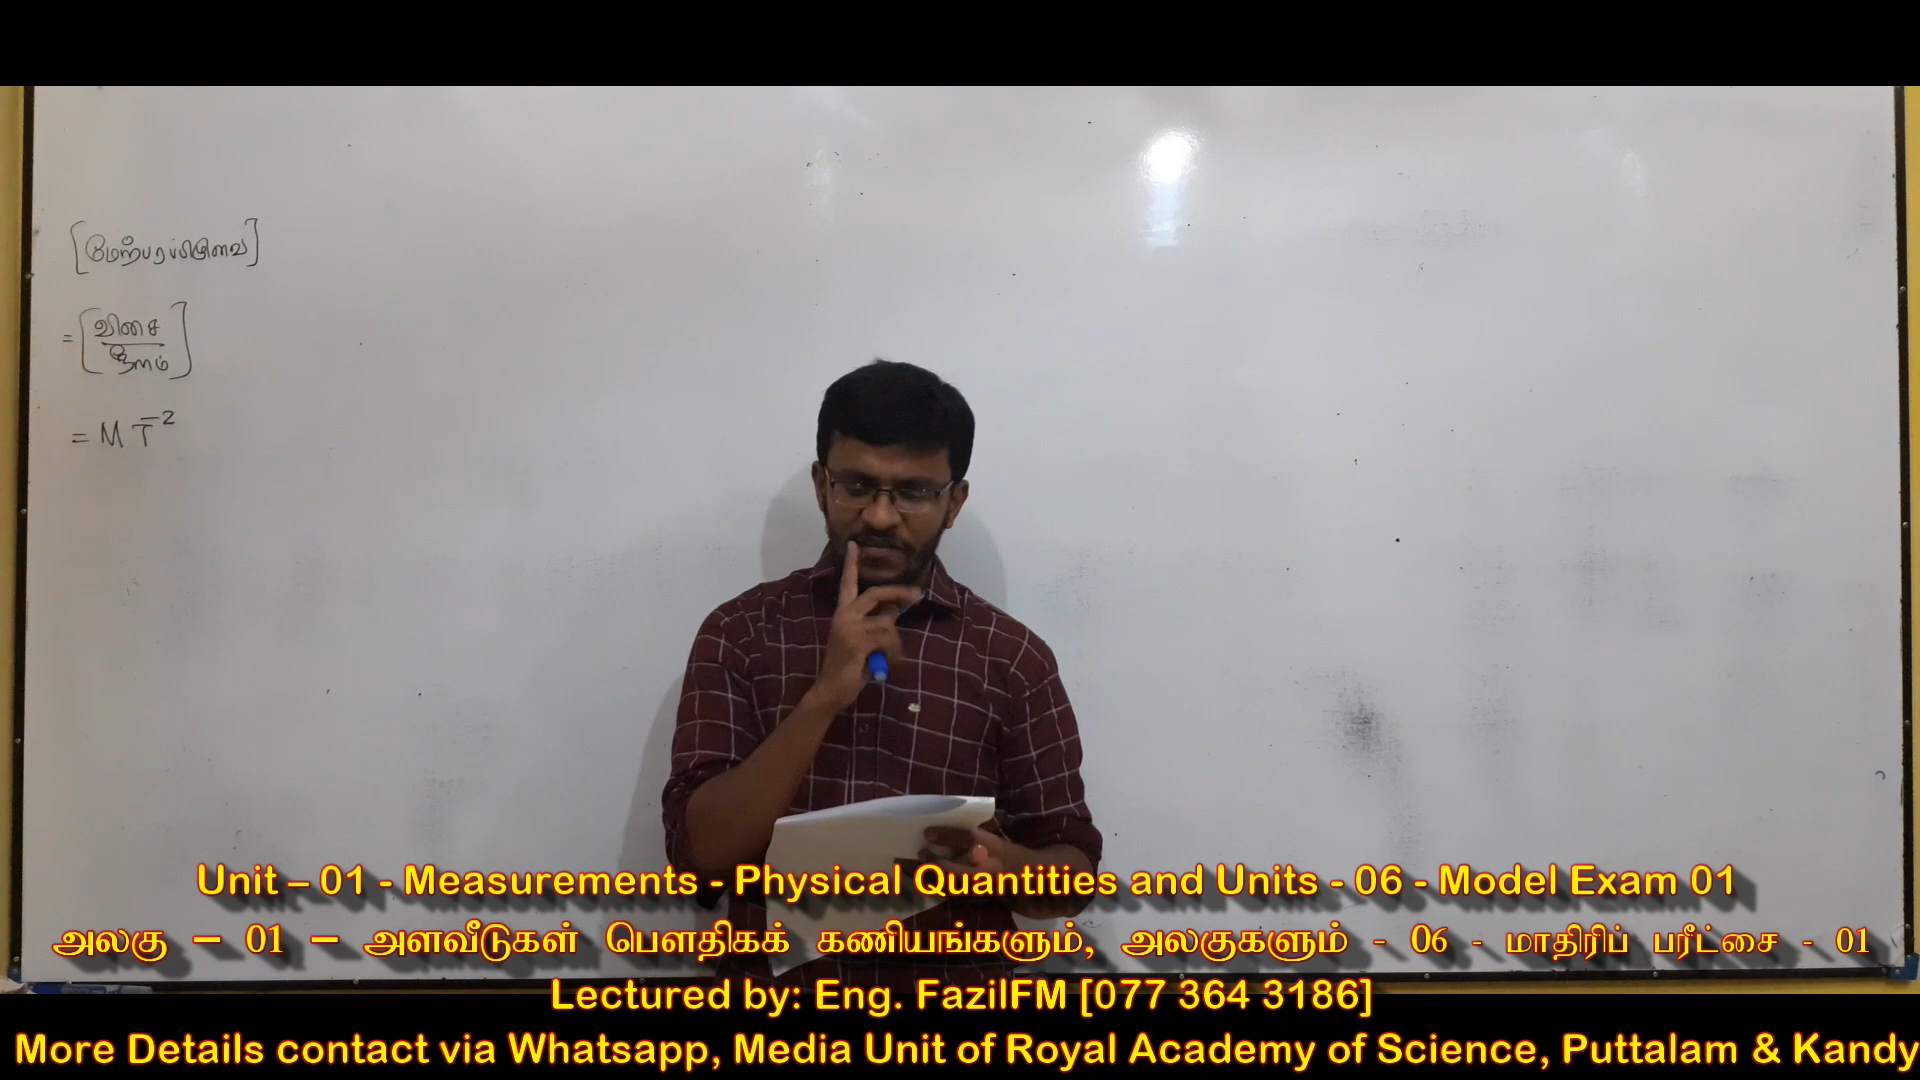 [மேற்பரப்பிழுவை]
= [விசை / நீளம்]
= M T⁻²
Unit – 01 - Measurements - Physical Quantities and Units - 06 - Model Exam 01
அலகு – 01 – அளவீடுகள் பௌதிகக் கணியங்களும், அலகுகளும் - 06 - மாதிரிப் பரீட்சை - 01
Lectured by: Eng. FazilFM [077 364 3186]
More Details contact via Whatsapp, Media Unit of Royal Academy of Science, Puttalam & Kandy